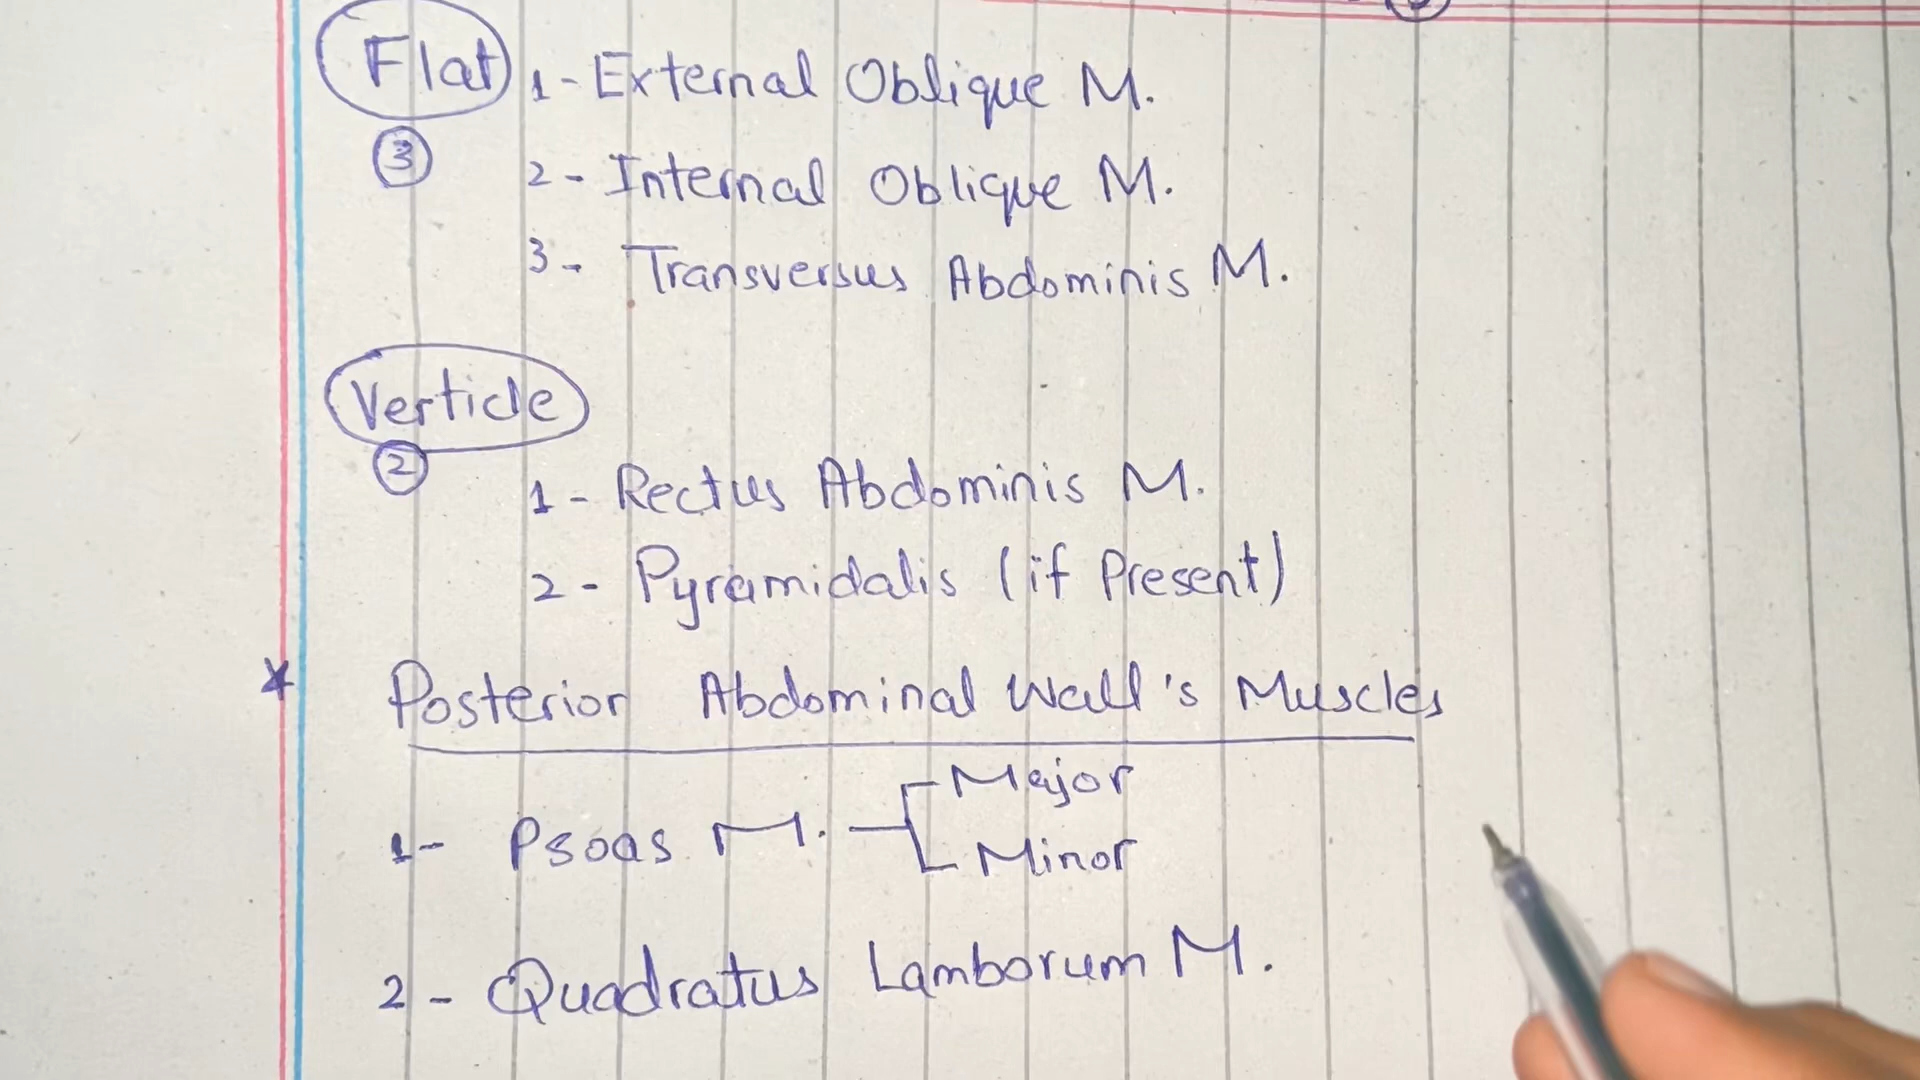 Flat 1- External Oblique M.
3 2- Internal Oblique M.
3- Transversus Abdominis M.
Verticle
2
1- Rectus Abdominis M.
2- Pyramidalis (if Present)
* Posterior Abdominal Wall's Muscles
1- Psoas M. Major
Minor
2- Quadratus Lamborum M.